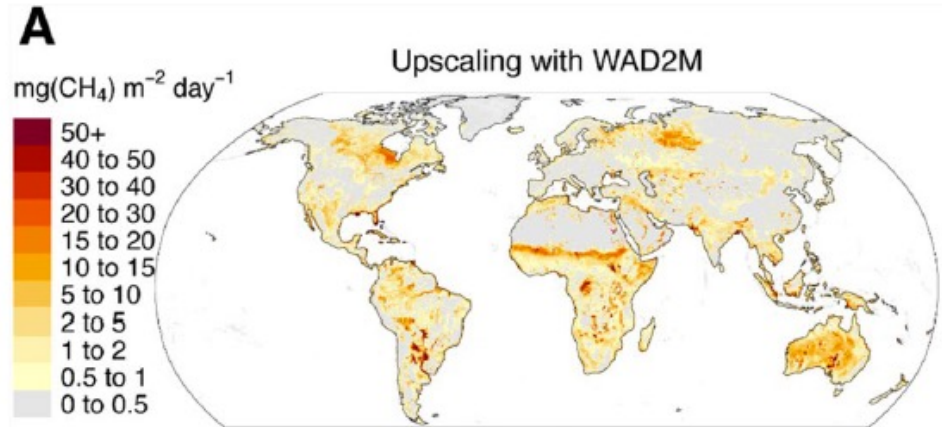 A
Upscaling with WAD2M
mg(CH₄) m⁻² day⁻¹
50+
40 to 50
30 to 40
20 to 30
15 to 20
10 to 15
5 to 10
2 to 5
1 to 2
0.5 to 1
0 to 0.5